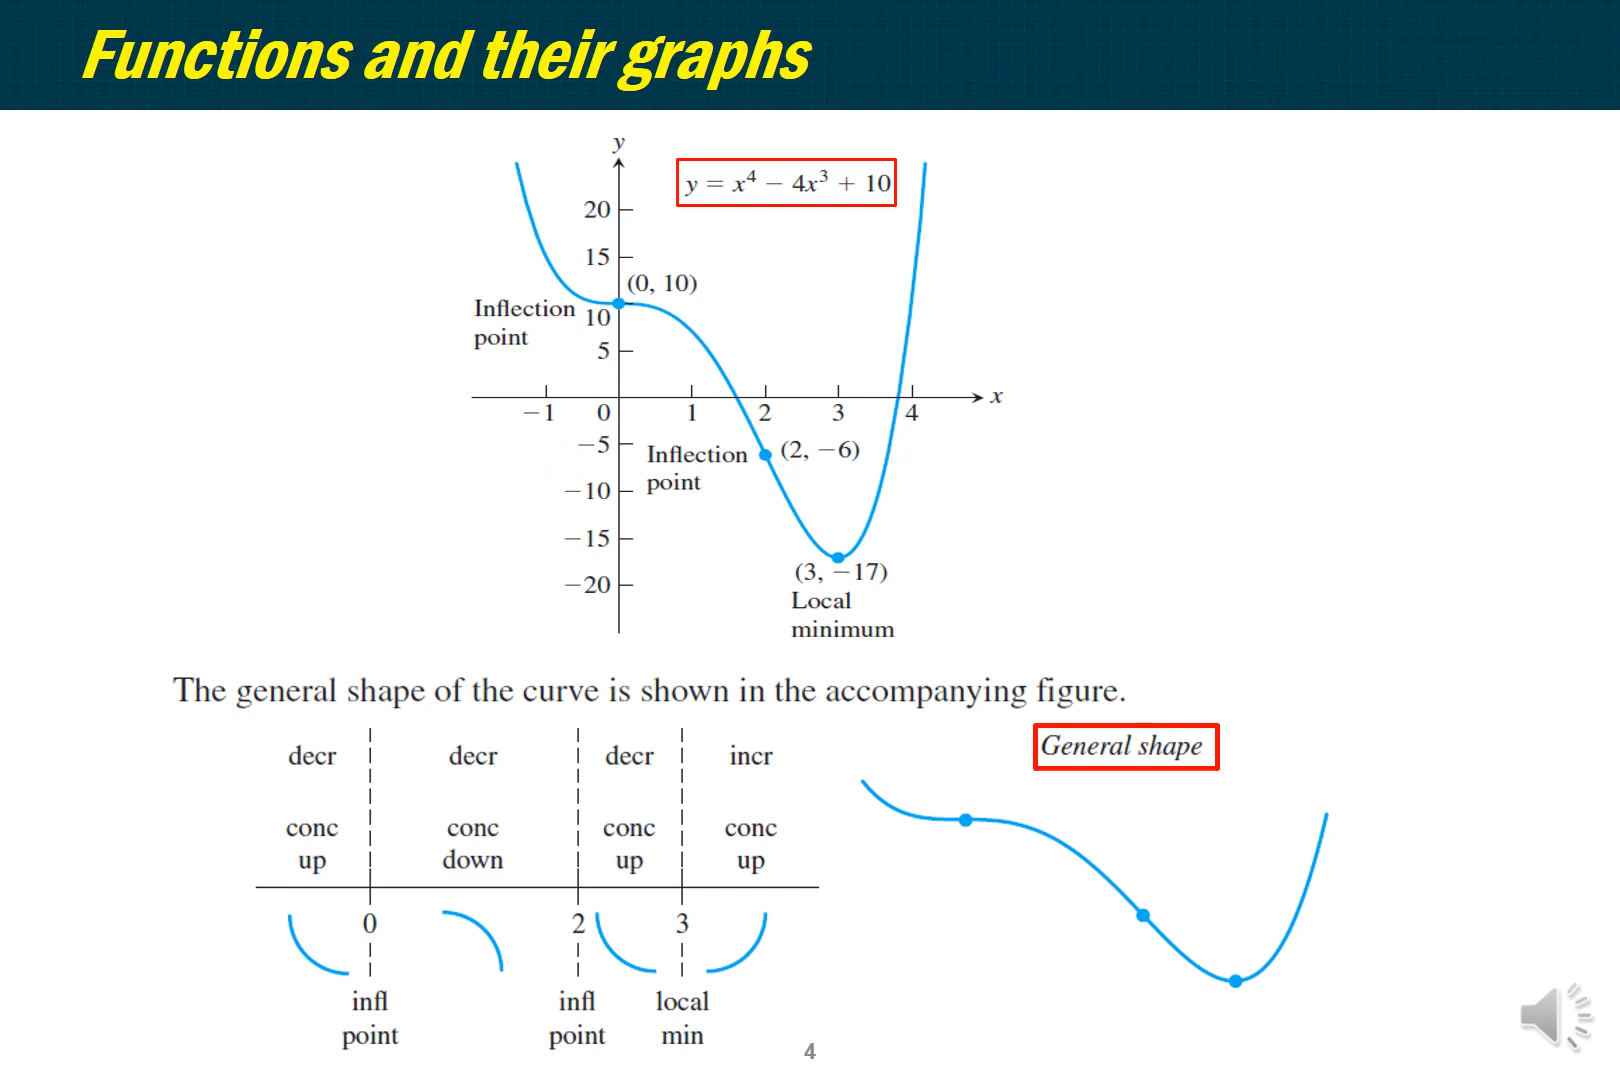 Functions and their graphs
y
y = x⁴ − 4x³ + 10
20
15
(0, 10)
Inflection
point
10
5
x
−1 0 1 2 3 4
−5
Inflection
point
(2, −6)
−10
−15
(3, −17)
−20
Local
minimum
The general shape of the curve is shown in the accompanying figure.
General shape
decr decr decr incr
conc conc conc conc
up down up up
0 2 3
infl infl local
point point min
4